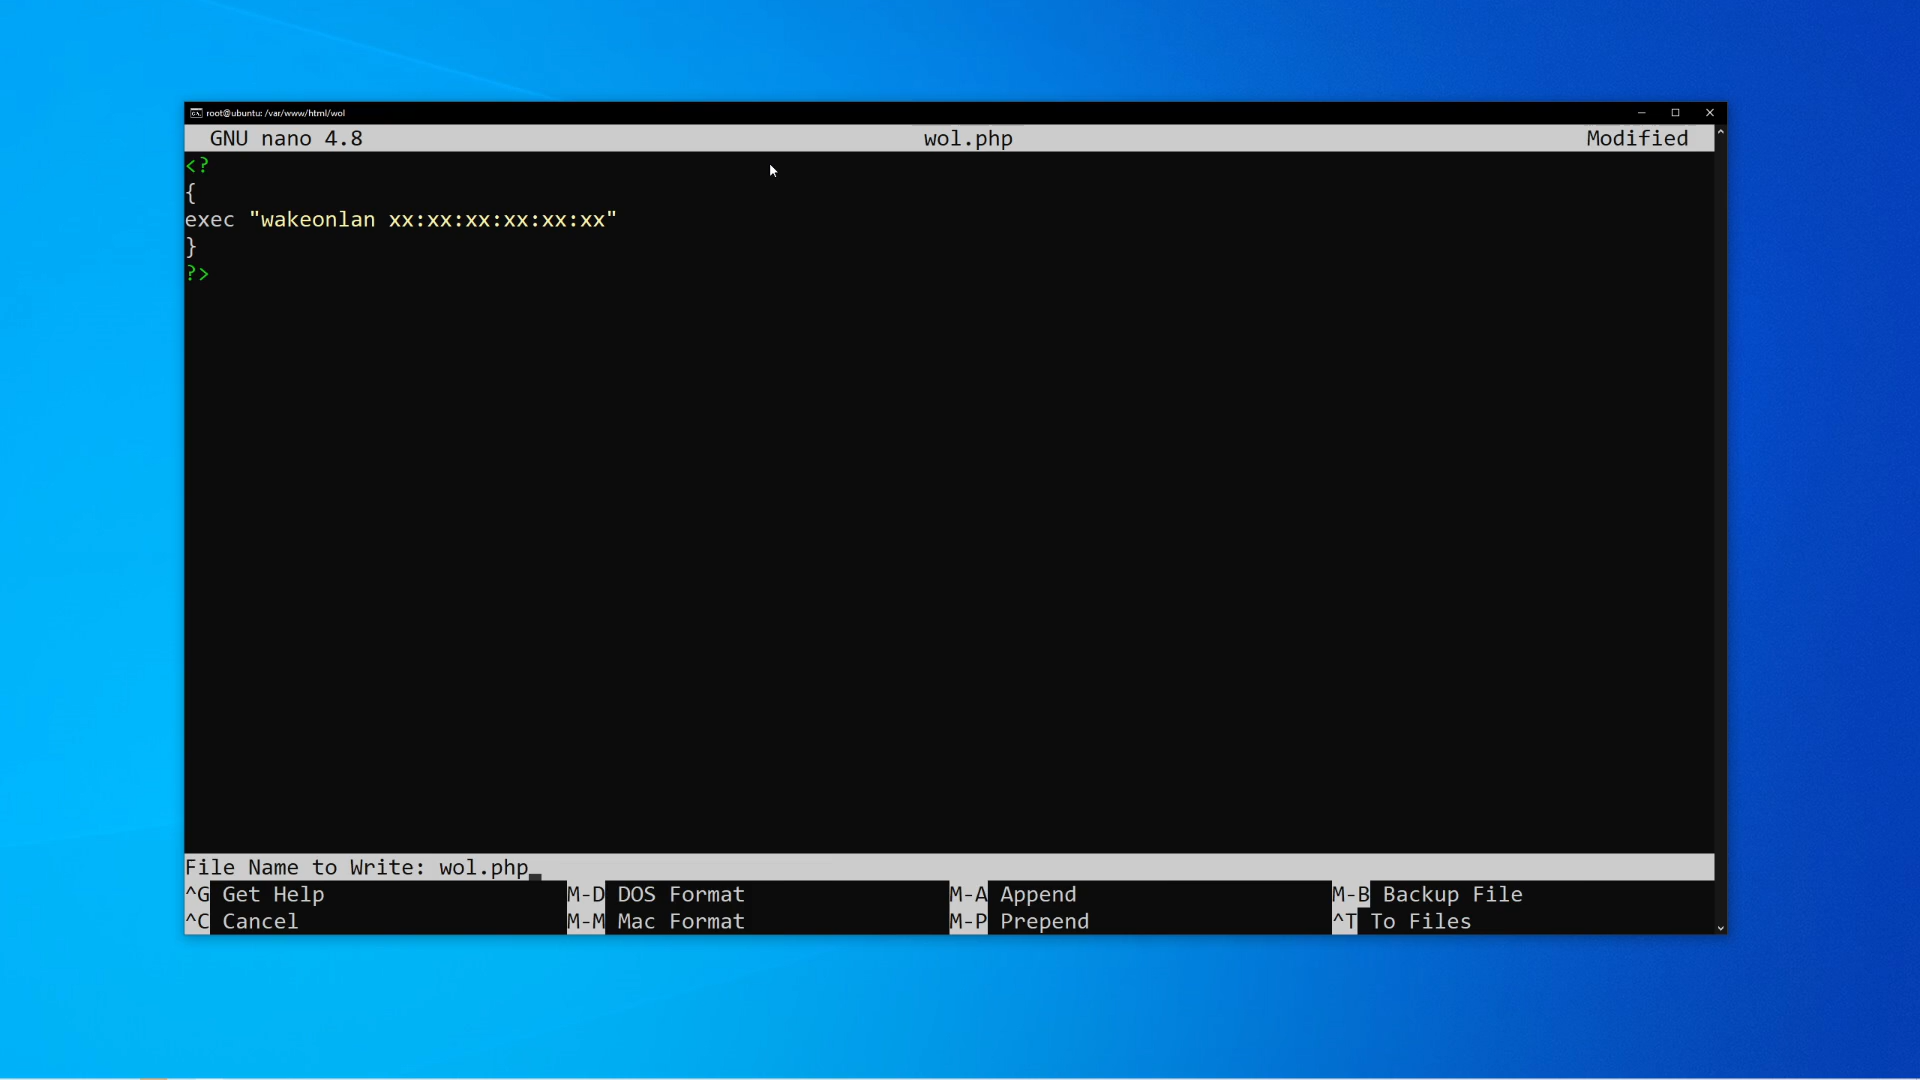 root@ubuntu: /var/www/html/wol
GNU nano 4.8 wol.php Modified
<?
{
exec "wakeonlan xx:xx:xx:xx:xx:xx"
}
?>
File Name to Write: wol.php
^G Get Help M-D DOS Format M-A Append M-B Backup File
^C Cancel M-M Mac Format M-P Prepend ^T To Files